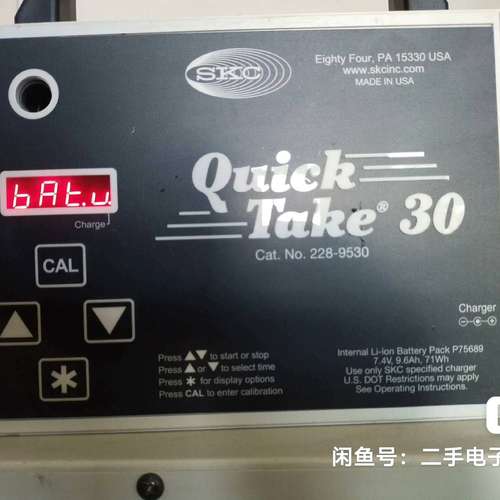 SKC
Eighty Four, PA 15330 USA
www.skcinc.com
MADE IN USA
Quick
Take® 30
Cat. No. 228-9530
bAt.u
Charge
CAL
Charger
Press ▲▼ to start or stop
Press ▲ or ▼ to select time
Press ✱ for display options
Press CAL to enter calibration
Internal Li-Ion Battery Pack P75689
7.4V, 9.6Ah, 71Wh
Use only SKC specified charger
U.S. DOT Restrictions may apply
See Operating Instructions.
闲鱼号：二手电子